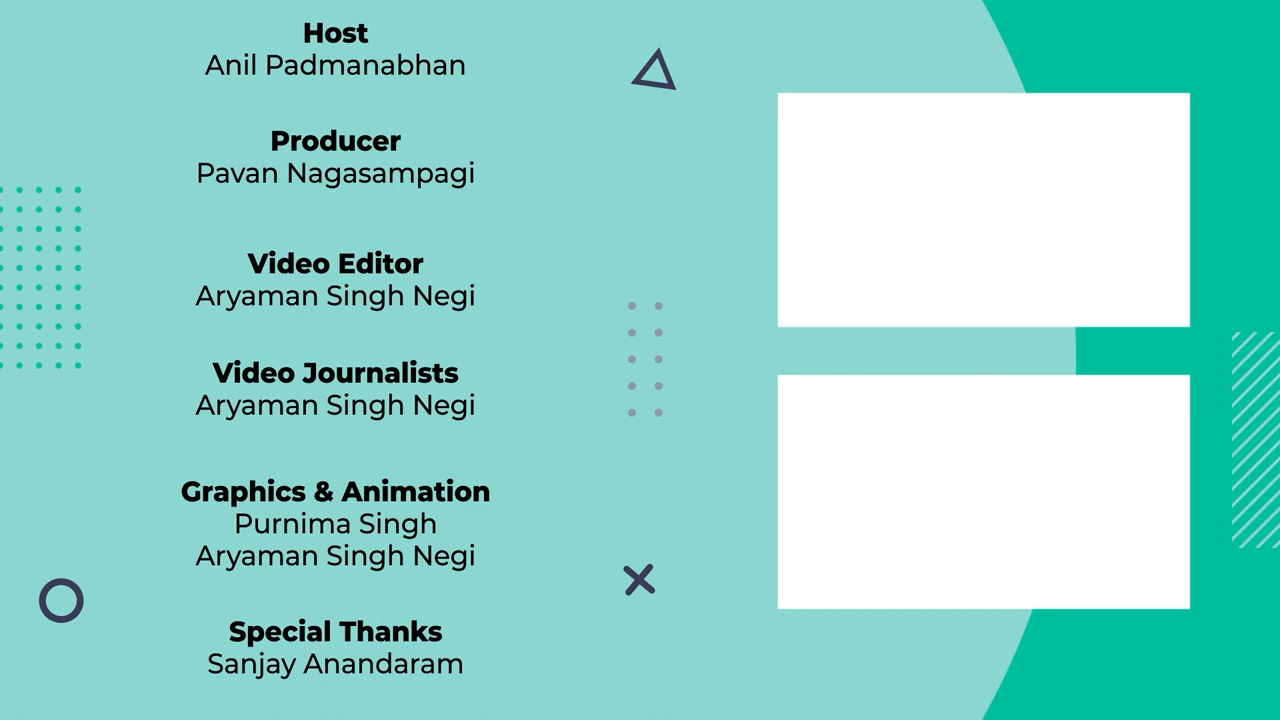 Host
Anil Padmanabhan
Producer
Pavan Nagasampagi
Video Editor
Aryaman Singh Negi
Video Journalists
Aryaman Singh Negi
Graphics & Animation
Purnima Singh
Aryaman Singh Negi
Special Thanks
Sanjay Anandaram